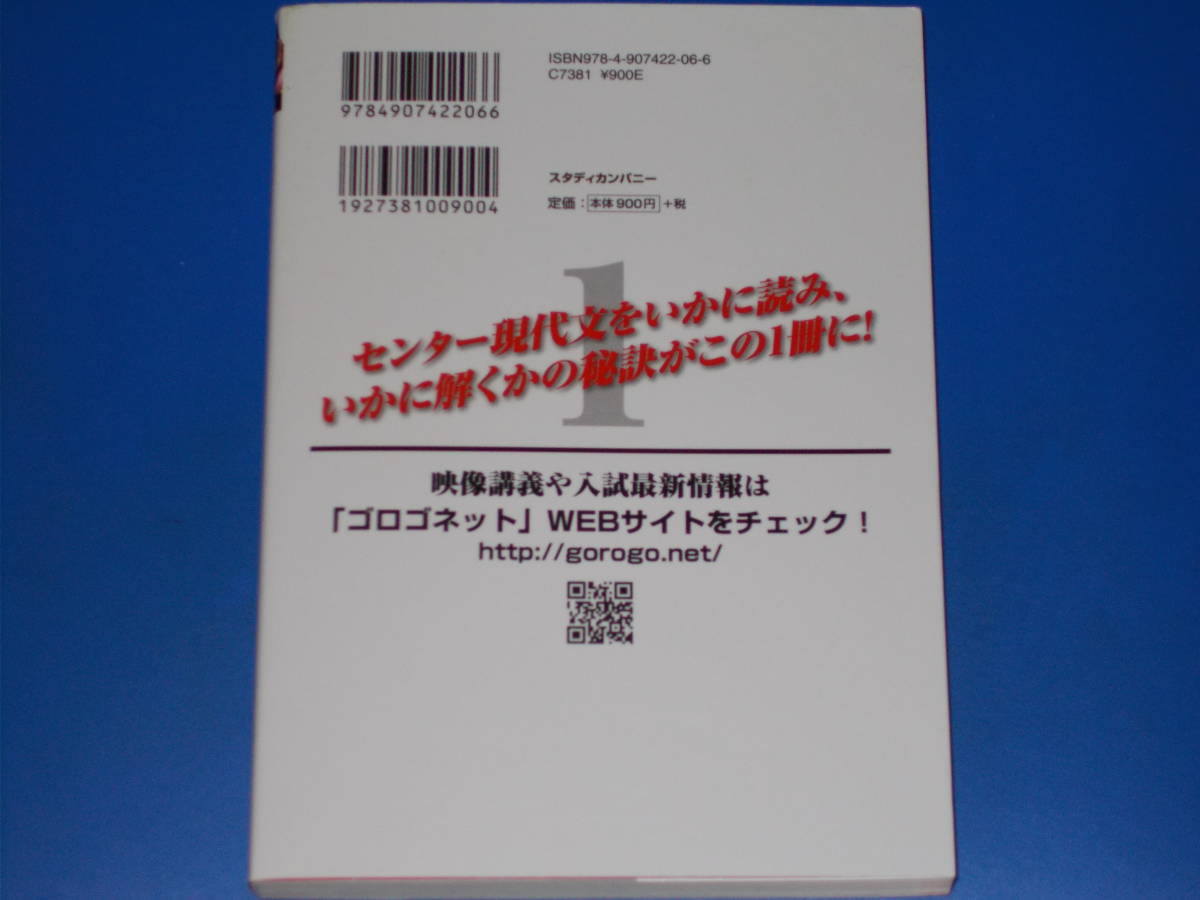 ISBN978-4-907422-06-6
C7381 ¥900E
9784907422066
スタディカンパニー
定価：本体900円+税
1927381009004
1
センター現代文をいかに読み、
いかに解くかの秘訣がこの1冊に!
映像講義や入試最新情報は
「ゴロゴネット」WEBサイトをチェック！
http://gorogo.net/